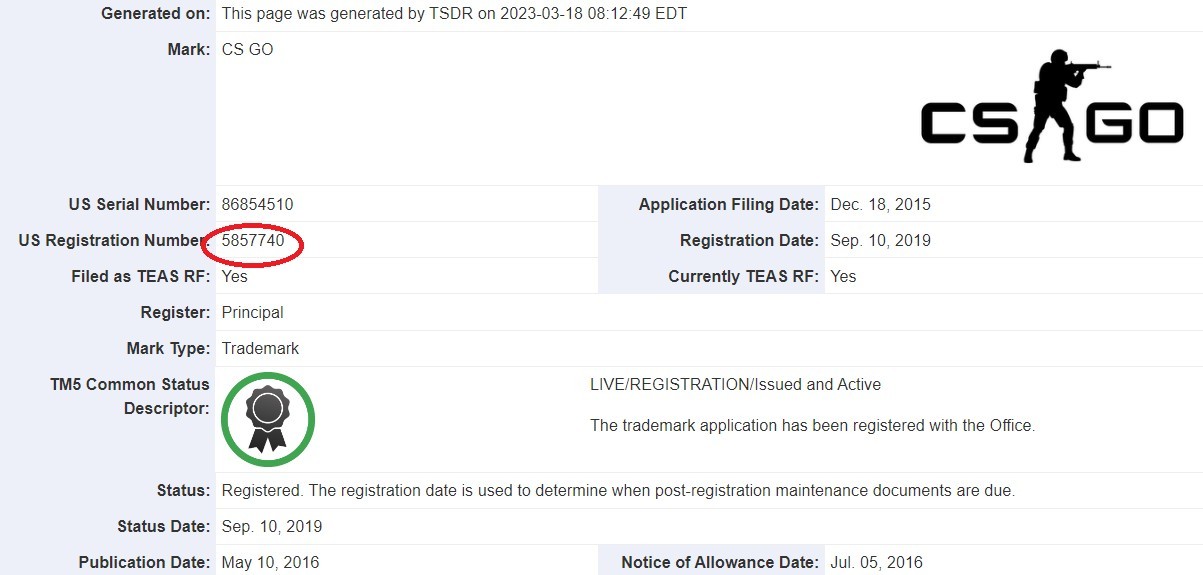 Generated on: This page was generated by TSDR on 2023-03-18 08:12:49 EDT
Mark: CS GO
CS GO
US Serial Number: 86854510 Application Filing Date: Dec. 18, 2015
US Registration Number: 5857740 Registration Date: Sep. 10, 2019
Filed as TEAS RF: Yes Currently TEAS RF: Yes
Register: Principal
Mark Type: Trademark
TM5 Common Status Descriptor: LIVE/REGISTRATION/Issued and Active
The trademark application has been registered with the Office.
Status: Registered. The registration date is used to determine when post-registration maintenance documents are due.
Status Date: Sep. 10, 2019
Publication Date: May 10, 2016 Notice of Allowance Date: Jul. 05, 2016